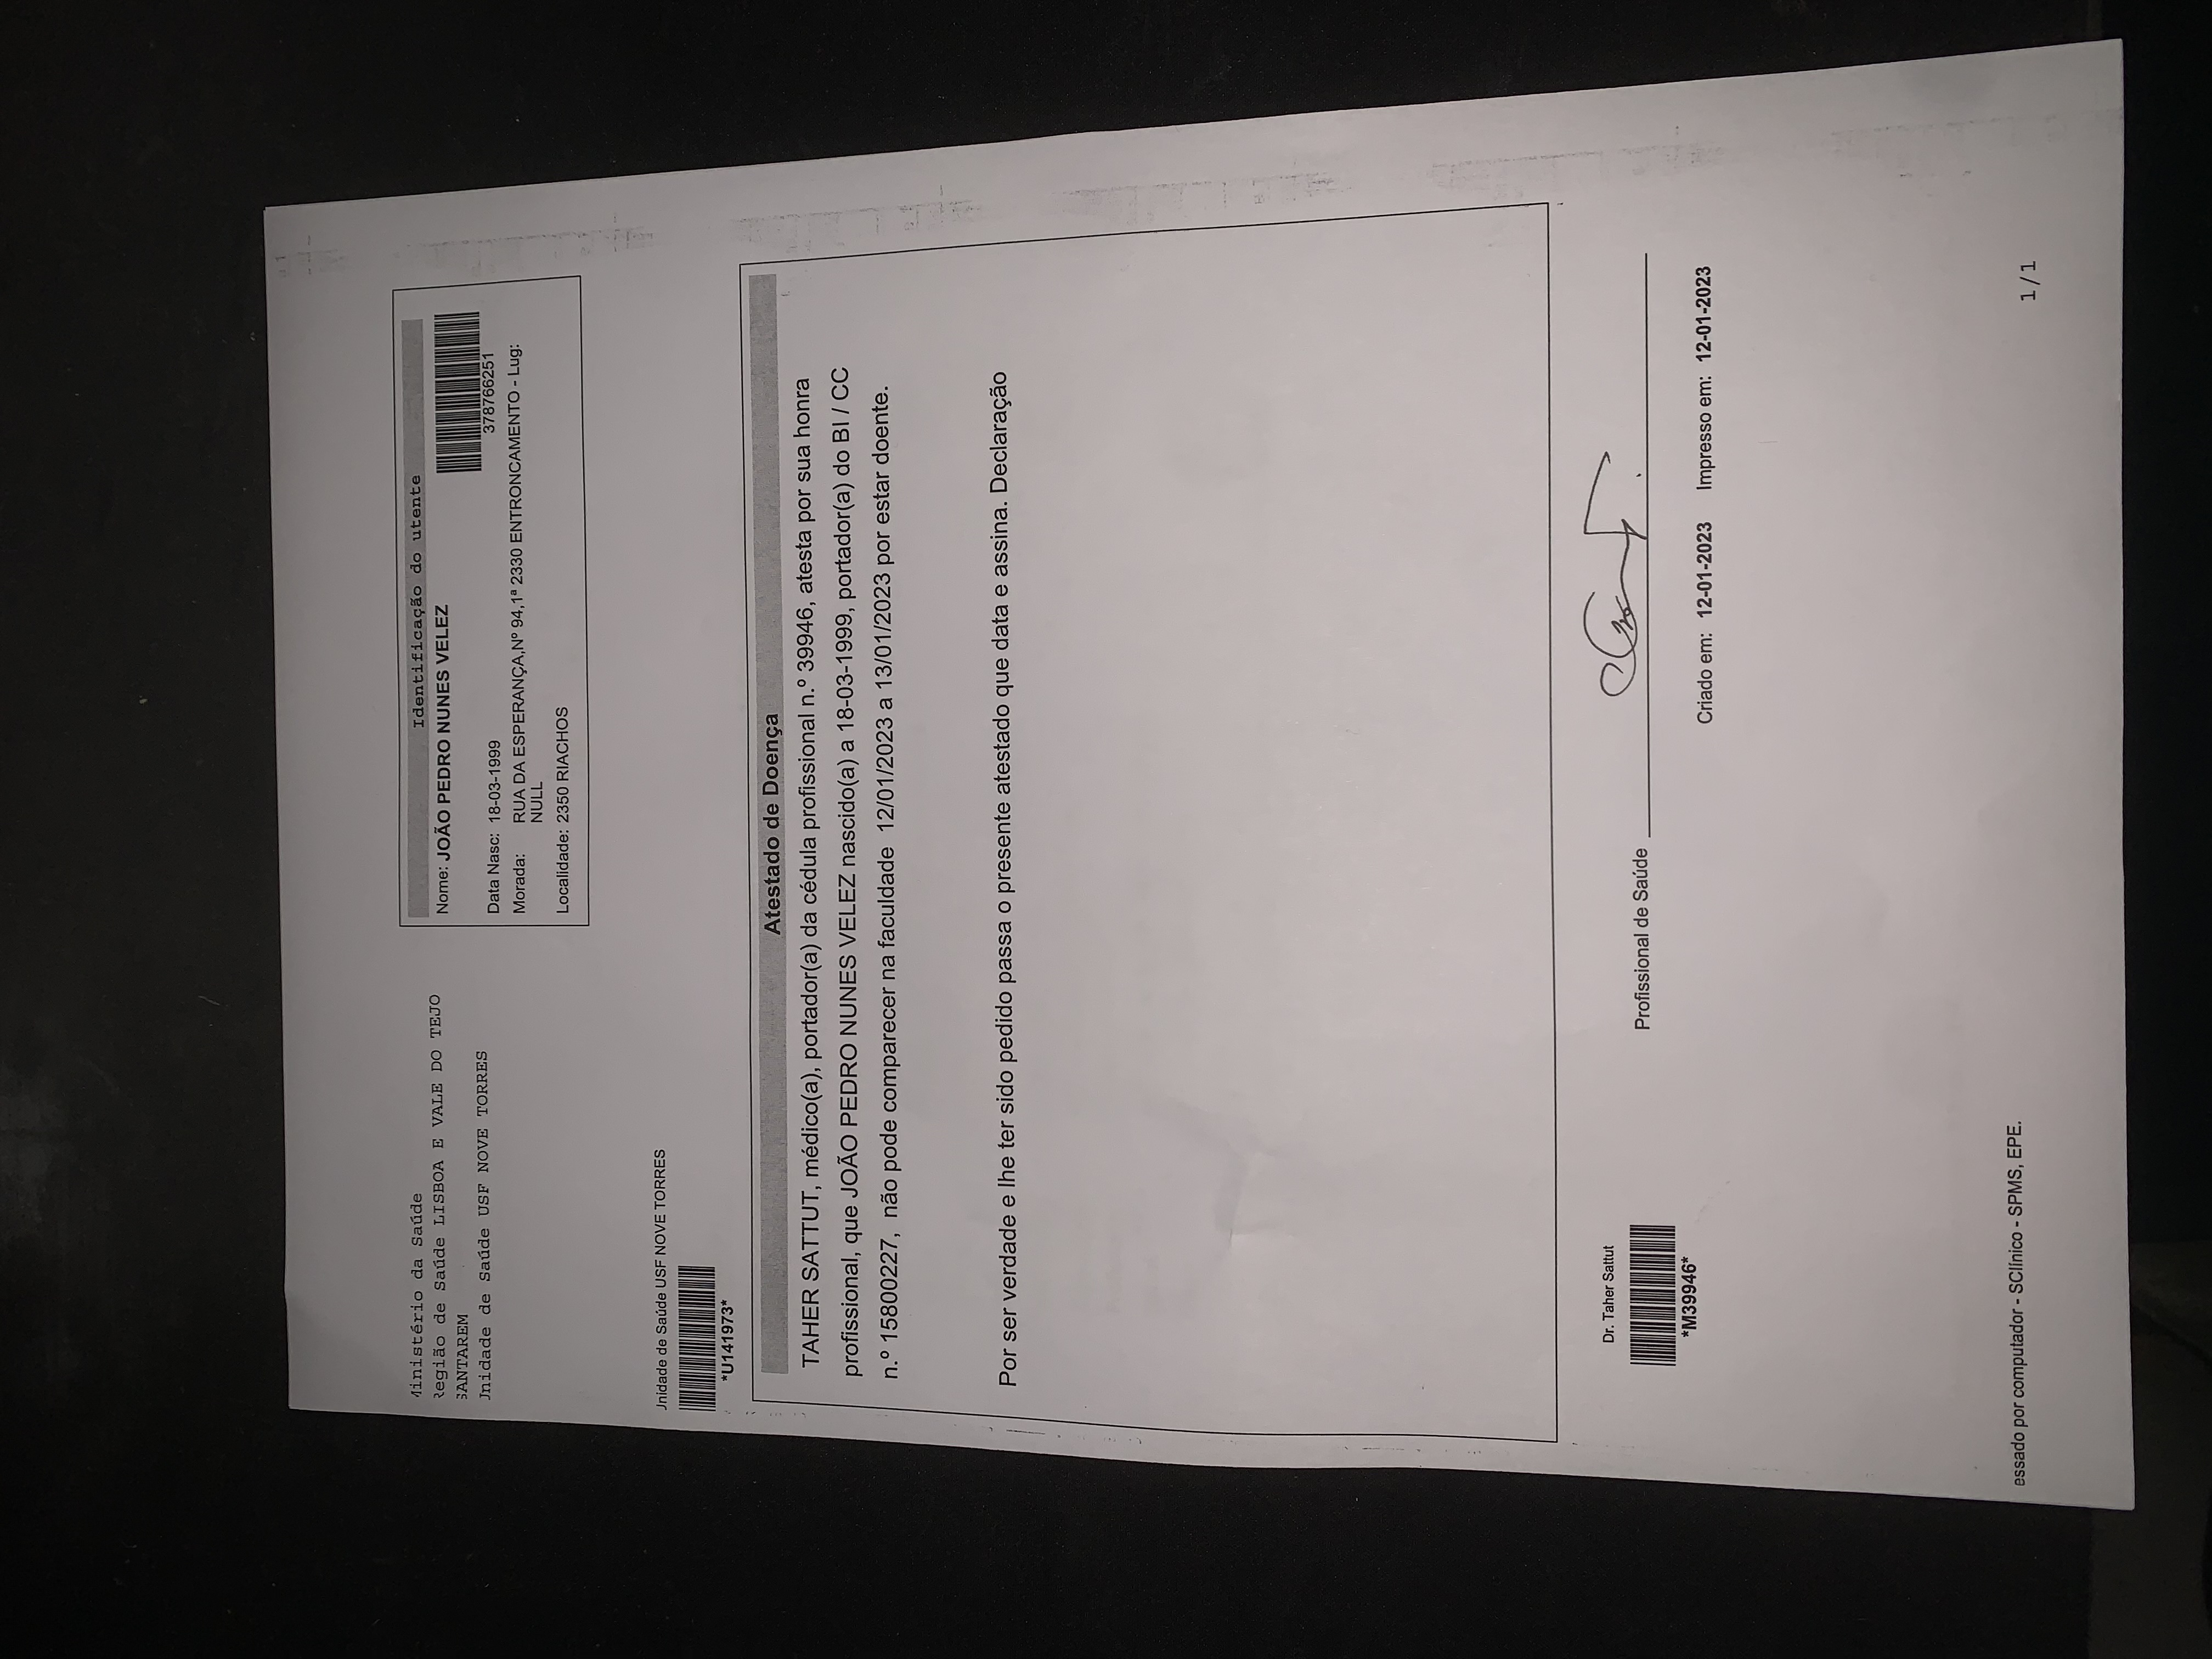 Ministério da Saúde
Região de Saúde LISBOA E VALE DO TEJO
SANTAREM
Unidade de Saúde USF NOVE TORRES
Identificação do utente
Nome: JOÃO PEDRO NUNES VELEZ
378766251
Data Nasc: 18-03-1999
Morada: RUA DA ESPERANÇA,Nº 94,1ª 2330 ENTRONCAMENTO - Lug:
NULL
Localidade: 2350 RIACHOS
Unidade de Saúde USF NOVE TORRES
*U141973*
Atestado de Doença
TAHER SATTUT, médico(a), portador(a) da cédula profissional n.º 39946, atesta por sua honra
profissional, que JOÃO PEDRO NUNES VELEZ nascido(a) a 18-03-1999, portador(a) do BI / CC
n.º 15800227, não pode comparecer na faculdade 12/01/2023 a 13/01/2023 por estar doente.
Por ser verdade e lhe ter sido pedido passa o presente atestado que data e assina. Declaração
Dr. Taher Sattut
*M39946*
Profissional de Saúde
Criado em: 12-01-2023 Impresso em: 12-01-2023
essado por computador - SClínico - SPMS, EPE.
1/1